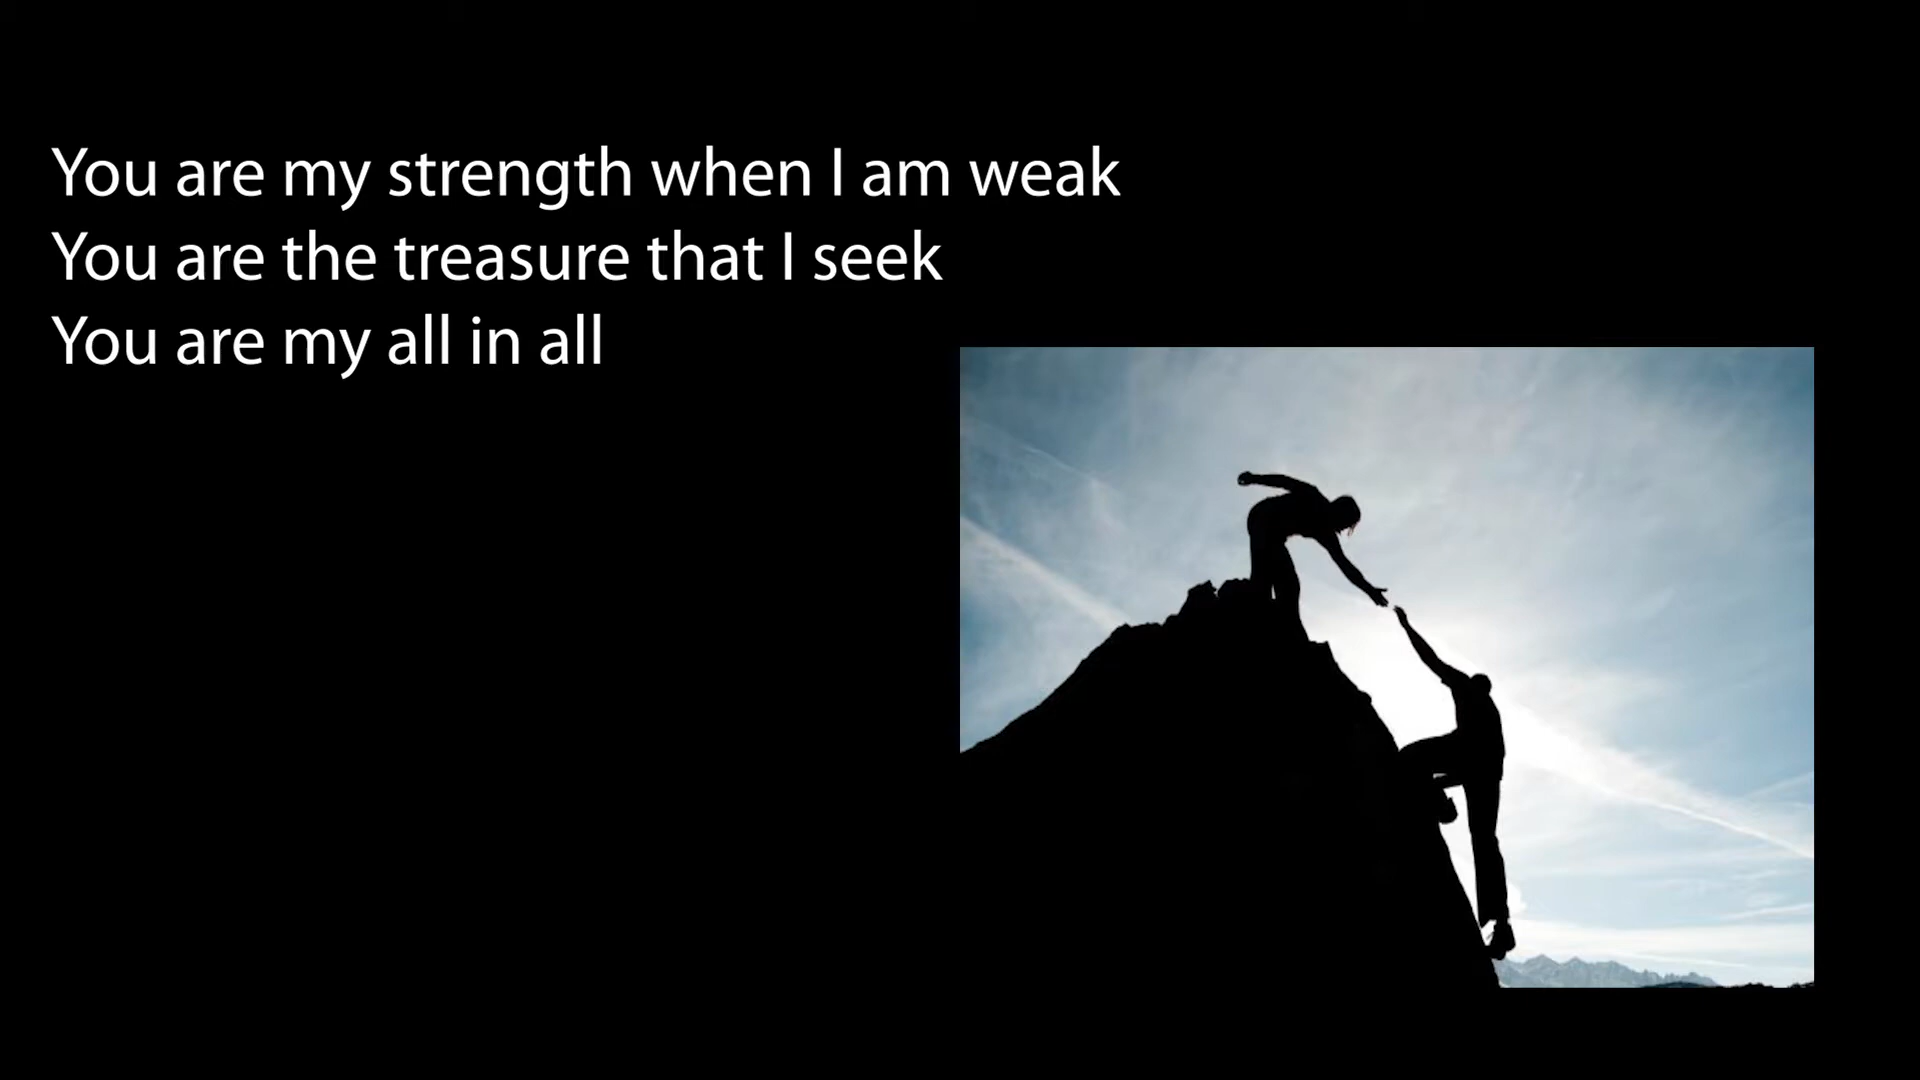 You are my strength when I am weak
You are the treasure that I seek
You are my all in all